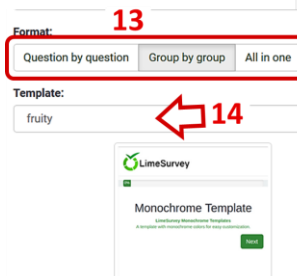 13
Format:
Question by question Group by group All in one
Template:
fruity
14
LimeSurvey
Monochrome Template
LimeSurvey Monochrome Templates
A template with monochrome colors for easy customization.
Next